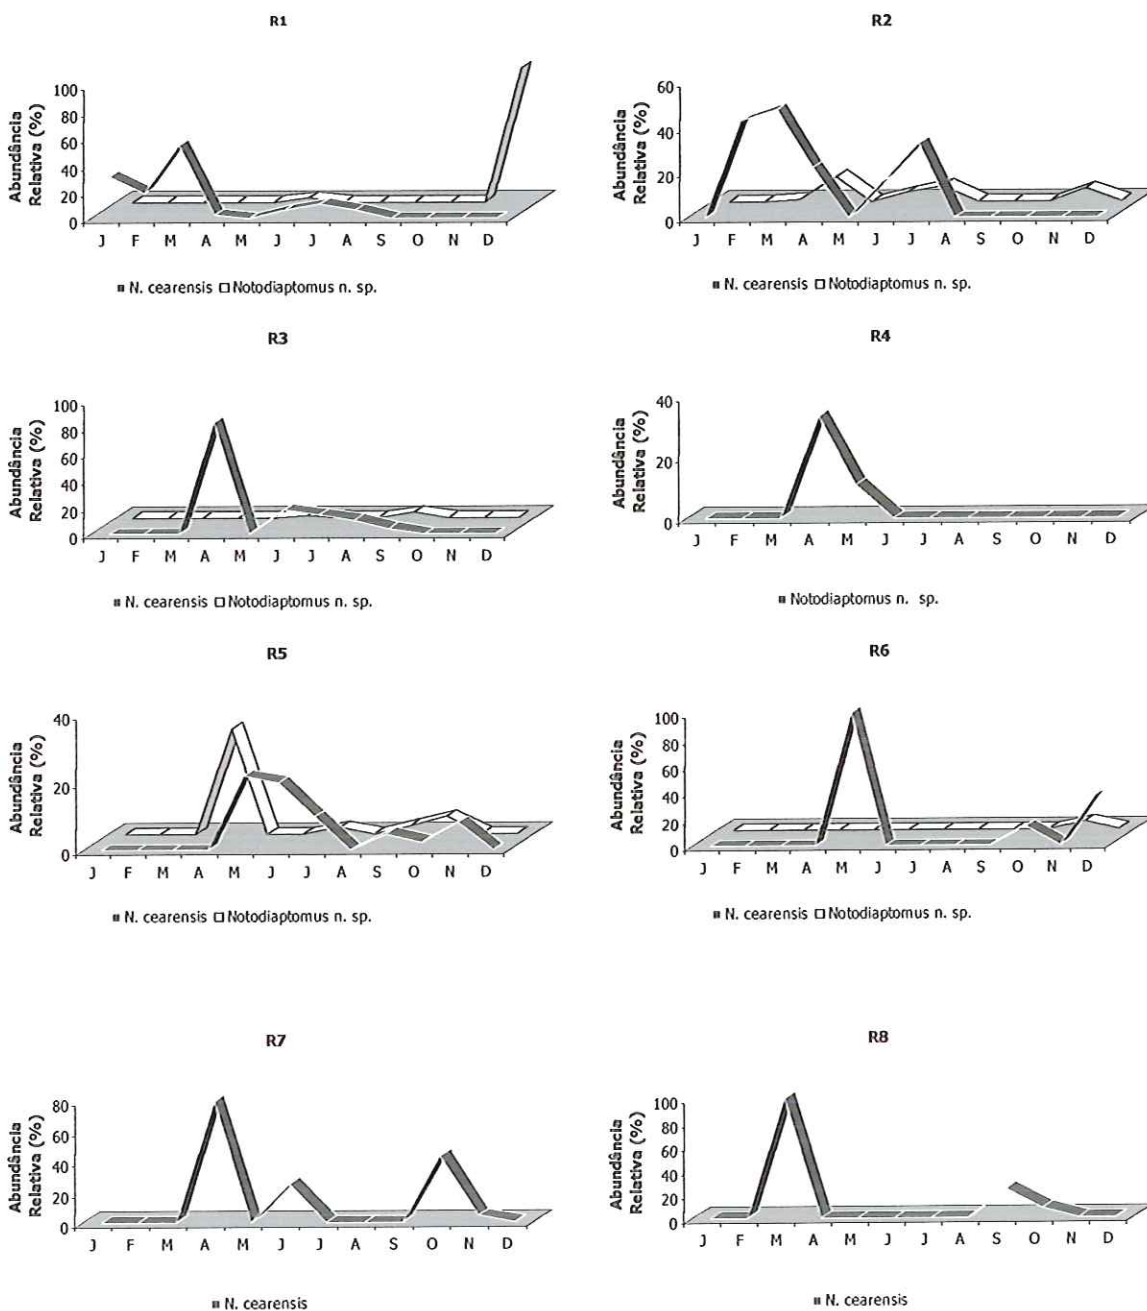 R1
Abundância
Relativa (%)
100
80
60
40
20
0
J F M A M J J A S O N D
N. cearensis Notodiaptomus n. sp.
R2
Abundância
Relativa (%)
60
40
20
0
J F M A M J J A S O N D
N. cearensis Notodiaptomus n. sp.
R3
Abundância
Relativa (%)
100
80
60
40
20
0
J F M A M J J A S O N D
N. cearensis Notodiaptomus n. sp.
R4
Abundância
Relativa (%)
40
20
0
J F M A M J J A S O N D
Notodiaptomus n. sp.
R5
Abundância
Relativa (%)
40
20
0
J F M A M J J A S O N D
N. cearensis Notodiaptomus n. sp.
R6
Abundância
Relativa (%)
100
80
60
40
20
0
J F M A M J J A S O N D
N. cearensis Notodiaptomus n. sp.
R7
Abundância
Relativa (%)
80
60
40
20
0
J F M A M J J A S O N D
N. cearensis
R8
Abundância
Relativa (%)
100
80
60
40
20
0
J F M A M J J A S O N D
N. cearensis